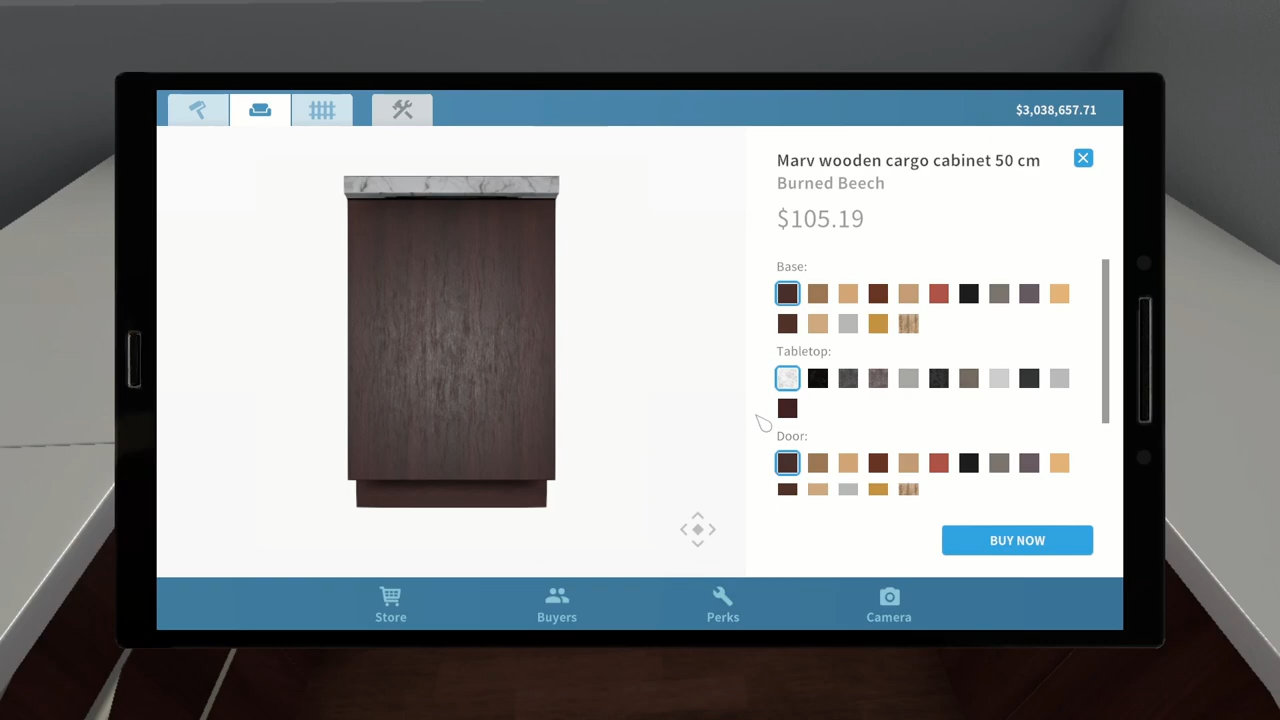 $3,038,657.71
Marv wooden cargo cabinet 50 cm
Burned Beech
$105.19
Base:
Tabletop:
Door:
BUY NOW
Store
Buyers
Perks
Camera